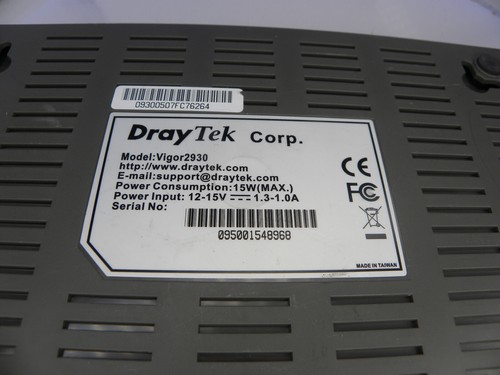 09300507FC76264
DrayTek Corp.
Model:Vigor2930
http://www.draytek.com
E-mail:support@draytek.com
Power Consumption:15W(MAX.)
Power Input: 12-15V ⎓ 1.3-1.0A
Serial No:
095001548968
CE
FC
MADE IN TAIWAN